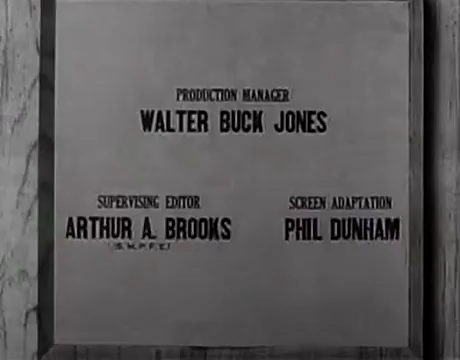 PRODUCTION MANAGER
WALTER BUCK JONES
SUPERVISING EDITOR
ARTHUR A. BROOKS
(S. M. P. F. E.)
SCREEN ADAPTATION
PHIL DUNHAM